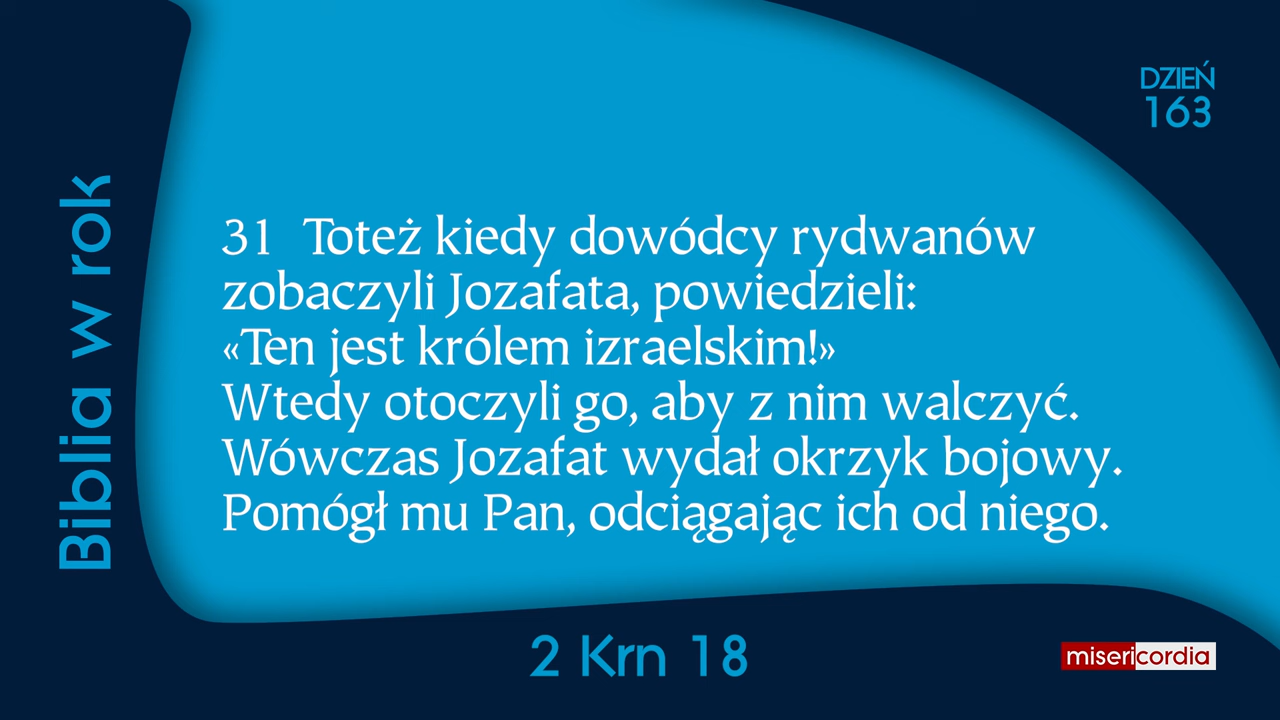 DZIEŃ
163
Biblia w rok
31 Toteż kiedy dowódcy rydwanów
zobaczyli Jozafata, powiedzieli:
«Ten jest królem izraelskim!»
Wtedy otoczyli go, aby z nim walczyć.
Wówczas Jozafat wydał okrzyk bojowy.
Pomógł mu Pan, odciągając ich od niego.
2 Krn 18
misericordia